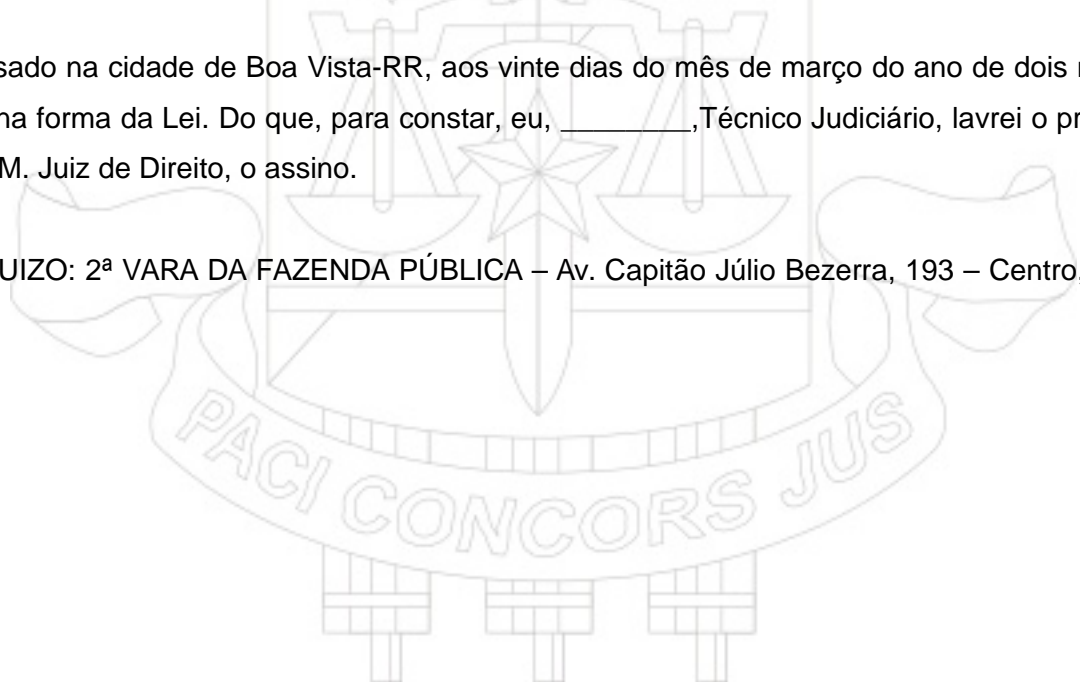 sado na cidade de Boa Vista-RR, aos vinte dias do mês de março do ano de dois
na forma da Lei. Do que, para constar, eu, ________,Técnico Judiciário, lavrei o
M. Juiz de Direito, o assino.
UIZO: 2ª VARA DA FAZENDA PÚBLICA – Av. Capitão Júlio Bezerra, 193 – Centro,
PACI CONCORS JUS